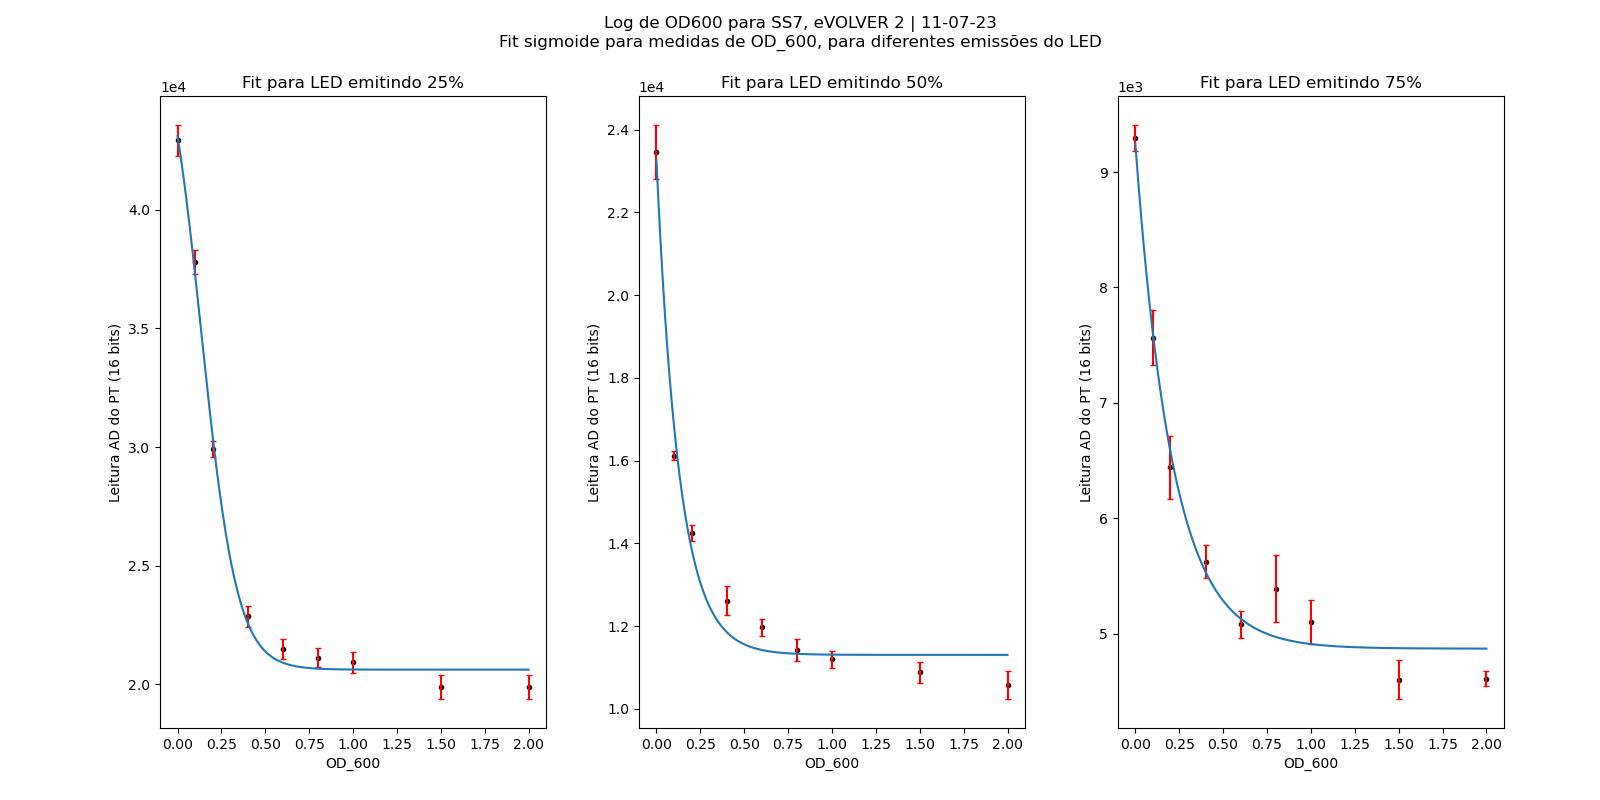 Log de OD600 para SS7, eVOLVER 2 | 11-07-23
Fit sigmoide para medidas de OD_600, para diferentes emissões do LED
Fit para LED emitindo 25%
1e4
4.0
3.5
3.0
2.5
2.0
Leitura AD do PT (16 bits)
0.00 0.25 0.50 0.75 1.00 1.25 1.50 1.75 2.00
OD_600
Fit para LED emitindo 50%
1e4
2.4
2.2
2.0
1.8
1.6
1.4
1.2
1.0
Leitura AD do PT (16 bits)
0.00 0.25 0.50 0.75 1.00 1.25 1.50 1.75 2.00
OD_600
Fit para LED emitindo 75%
1e3
9
8
7
6
5
Leitura AD do PT (16 bits)
0.00 0.25 0.50 0.75 1.00 1.25 1.50 1.75 2.00
OD_600